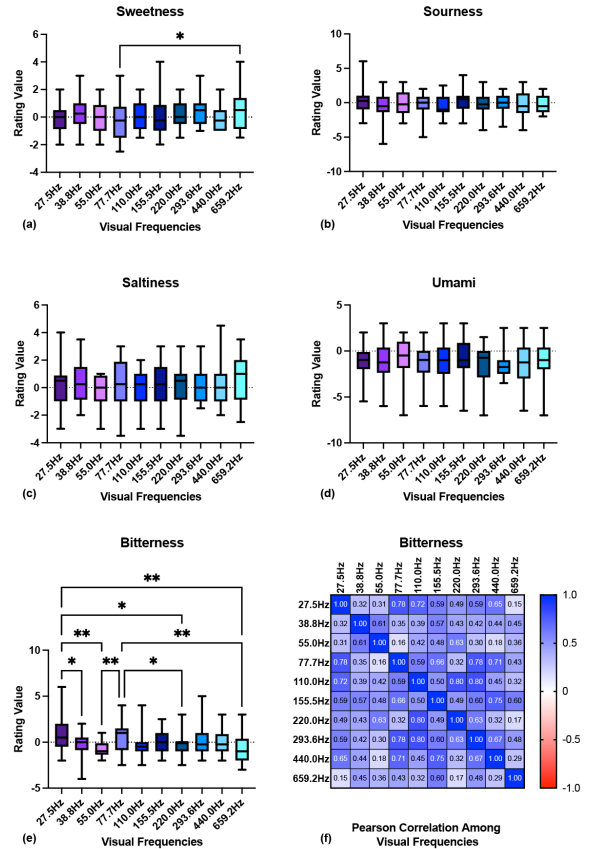 Sweetness
Rating Value
6
4
2
0
-2
-4
*
27.5Hz
38.8Hz
55.0Hz
77.7Hz
110.0Hz
155.5Hz
220.0Hz
293.6Hz
440.0Hz
659.2Hz
(a)
Visual Frequencies
Sourness
Rating Value
10
5
0
-5
-10
27.5Hz
38.8Hz
55.0Hz
77.7Hz
110.0Hz
155.5Hz
220.0Hz
293.6Hz
440.0Hz
659.2Hz
(b)
Visual Frequencies
Saltiness
Rating Value
6
4
2
0
-2
-4
27.5Hz
38.8Hz
55.0Hz
77.7Hz
110.0Hz
155.5Hz
220.0Hz
293.6Hz
440.0Hz
659.2Hz
(c)
Visual Frequencies
Umami
Rating Value
5
0
-5
-10
27.5Hz
38.8Hz
55.0Hz
77.7Hz
110.0Hz
155.5Hz
220.0Hz
293.6Hz
440.0Hz
659.2Hz
(d)
Visual Frequencies
Bitterness
Rating Value
**
*
** **
* ** *
10
5
0
-5
27.5Hz
38.8Hz
55.0Hz
77.7Hz
110.0Hz
155.5Hz
220.0Hz
293.6Hz
440.0Hz
659.2Hz
(e)
Visual Frequencies
Bitterness
27.5Hz 38.8Hz 55.0Hz 77.7Hz 110.0Hz 155.5Hz 220.0Hz 293.6Hz 440.0Hz 659.2Hz
27.5Hz 1.00 0.32 0.31 0.78 0.72 0.59 0.49 0.59 0.65 0.15
38.8Hz 0.32 1.00 0.61 0.35 0.39 0.57 0.43 0.42 0.44 0.45
55.0Hz 0.31 0.61 1.00 0.16 0.42 0.48 0.63 0.30 0.18 0.36
77.7Hz 0.78 0.35 0.16 1.00 0.59 0.66 0.32 0.78 0.71 0.43
110.0Hz 0.72 0.39 0.42 0.59 1.00 0.50 0.80 0.80 0.45 0.32
155.5Hz 0.59 0.57 0.48 0.66 0.50 1.00 0.49 0.60 0.75 0.60
220.0Hz 0.49 0.43 0.63 0.32 0.80 0.49 1.00 0.63 0.32 0.17
293.6Hz 0.59 0.42 0.30 0.78 0.80 0.60 0.63 1.00 0.67 0.48
440.0Hz 0.65 0.44 0.18 0.71 0.45 0.75 0.32 0.67 1.00 0.29
659.2Hz 0.15 0.45 0.36 0.43 0.32 0.60 0.17 0.48 0.29 1.00
1.0
0.5
0
-0.5
-1.0
(f)
Pearson Correlation Among
Visual Frequencies